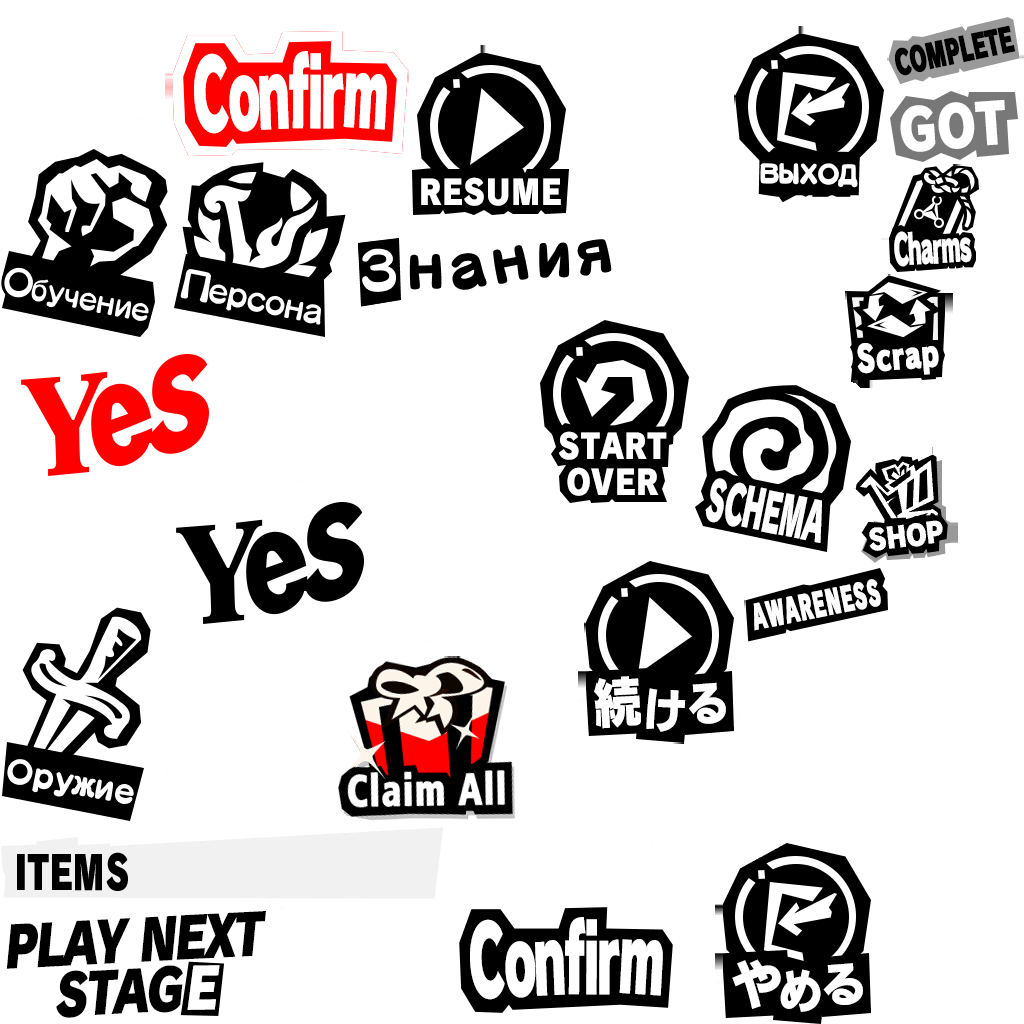 Confirm
RESUME
ВЫХОД
COMPLETE
GOT
Charms
Обучение
Персона
Знания
Scrap
Yes
START
OVER
SCHEMA
SHOP
Yes
AWARENESS
続ける
Оружие
Claim All
ITEMS
PLAY NEXT
STAGE
Confirm
やめる